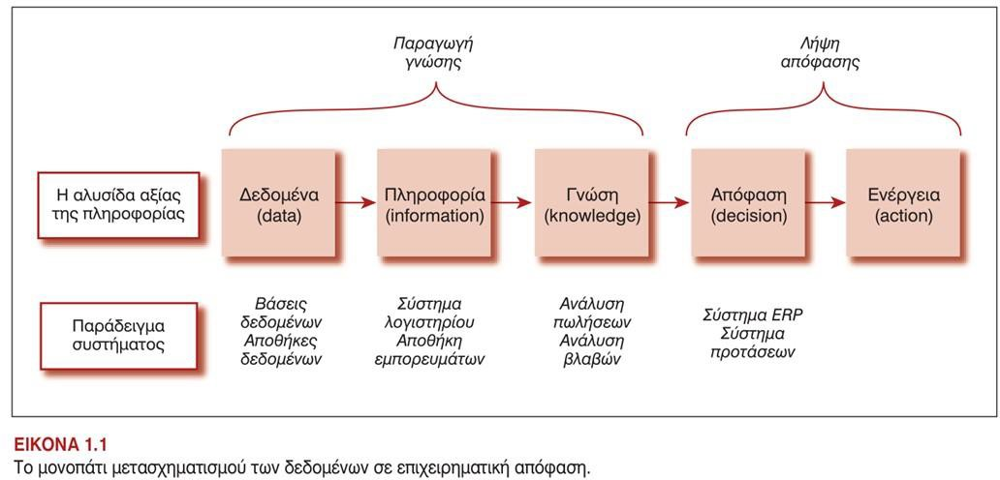 Παραγωγή
γνώσης
Λήψη
απόφασης
Η αλυσίδα αξίας
της πληροφορίας
Δεδομένα
(data)
Πληροφορία
(information)
Γνώση
(knowledge)
Απόφαση
(decision)
Ενέργεια
(action)
Παράδειγμα
συστήματος
Βάσεις
δεδομένων
Αποθήκες
δεδομένων
Σύστημα
λογιστηρίου
Αποθήκη
εμπορευμάτων
Ανάλυση
πωλήσεων
Ανάλυση
βλαβών
Σύστημα ERP
Σύστημα
προτάσεων
ΕΙΚΟΝΑ 1.1
Το μονοπάτι μετασχηματισμού των δεδομένων σε επιχειρηματική απόφαση.